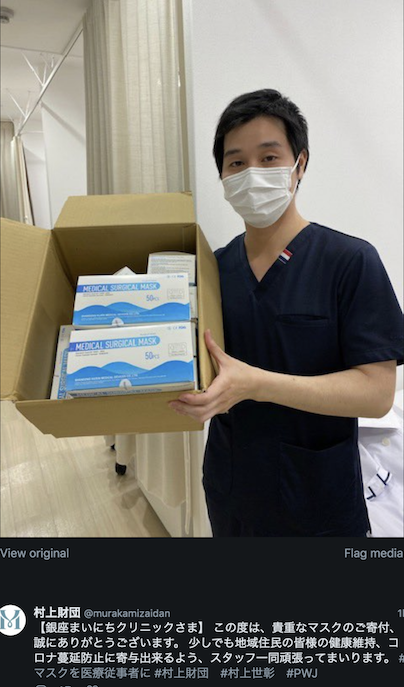 MEDICAL SURGICAL MASK
50PCS
MEDICAL SURGICAL MASK
50PCS
View original
Flag media
村上財団 @murakamizaidan
【銀座まいにちクリニックさま】 この度は、貴重なマスクのご寄付、
誠にありがとうございます。 少しでも地域住民の皆様の健康維持、コ
ロナ蔓延防止に寄与出来るよう、スタッフ一同頑張ってまいります。 #
マスクを医療従事者に #村上財団 #村上世彰 #PWJ